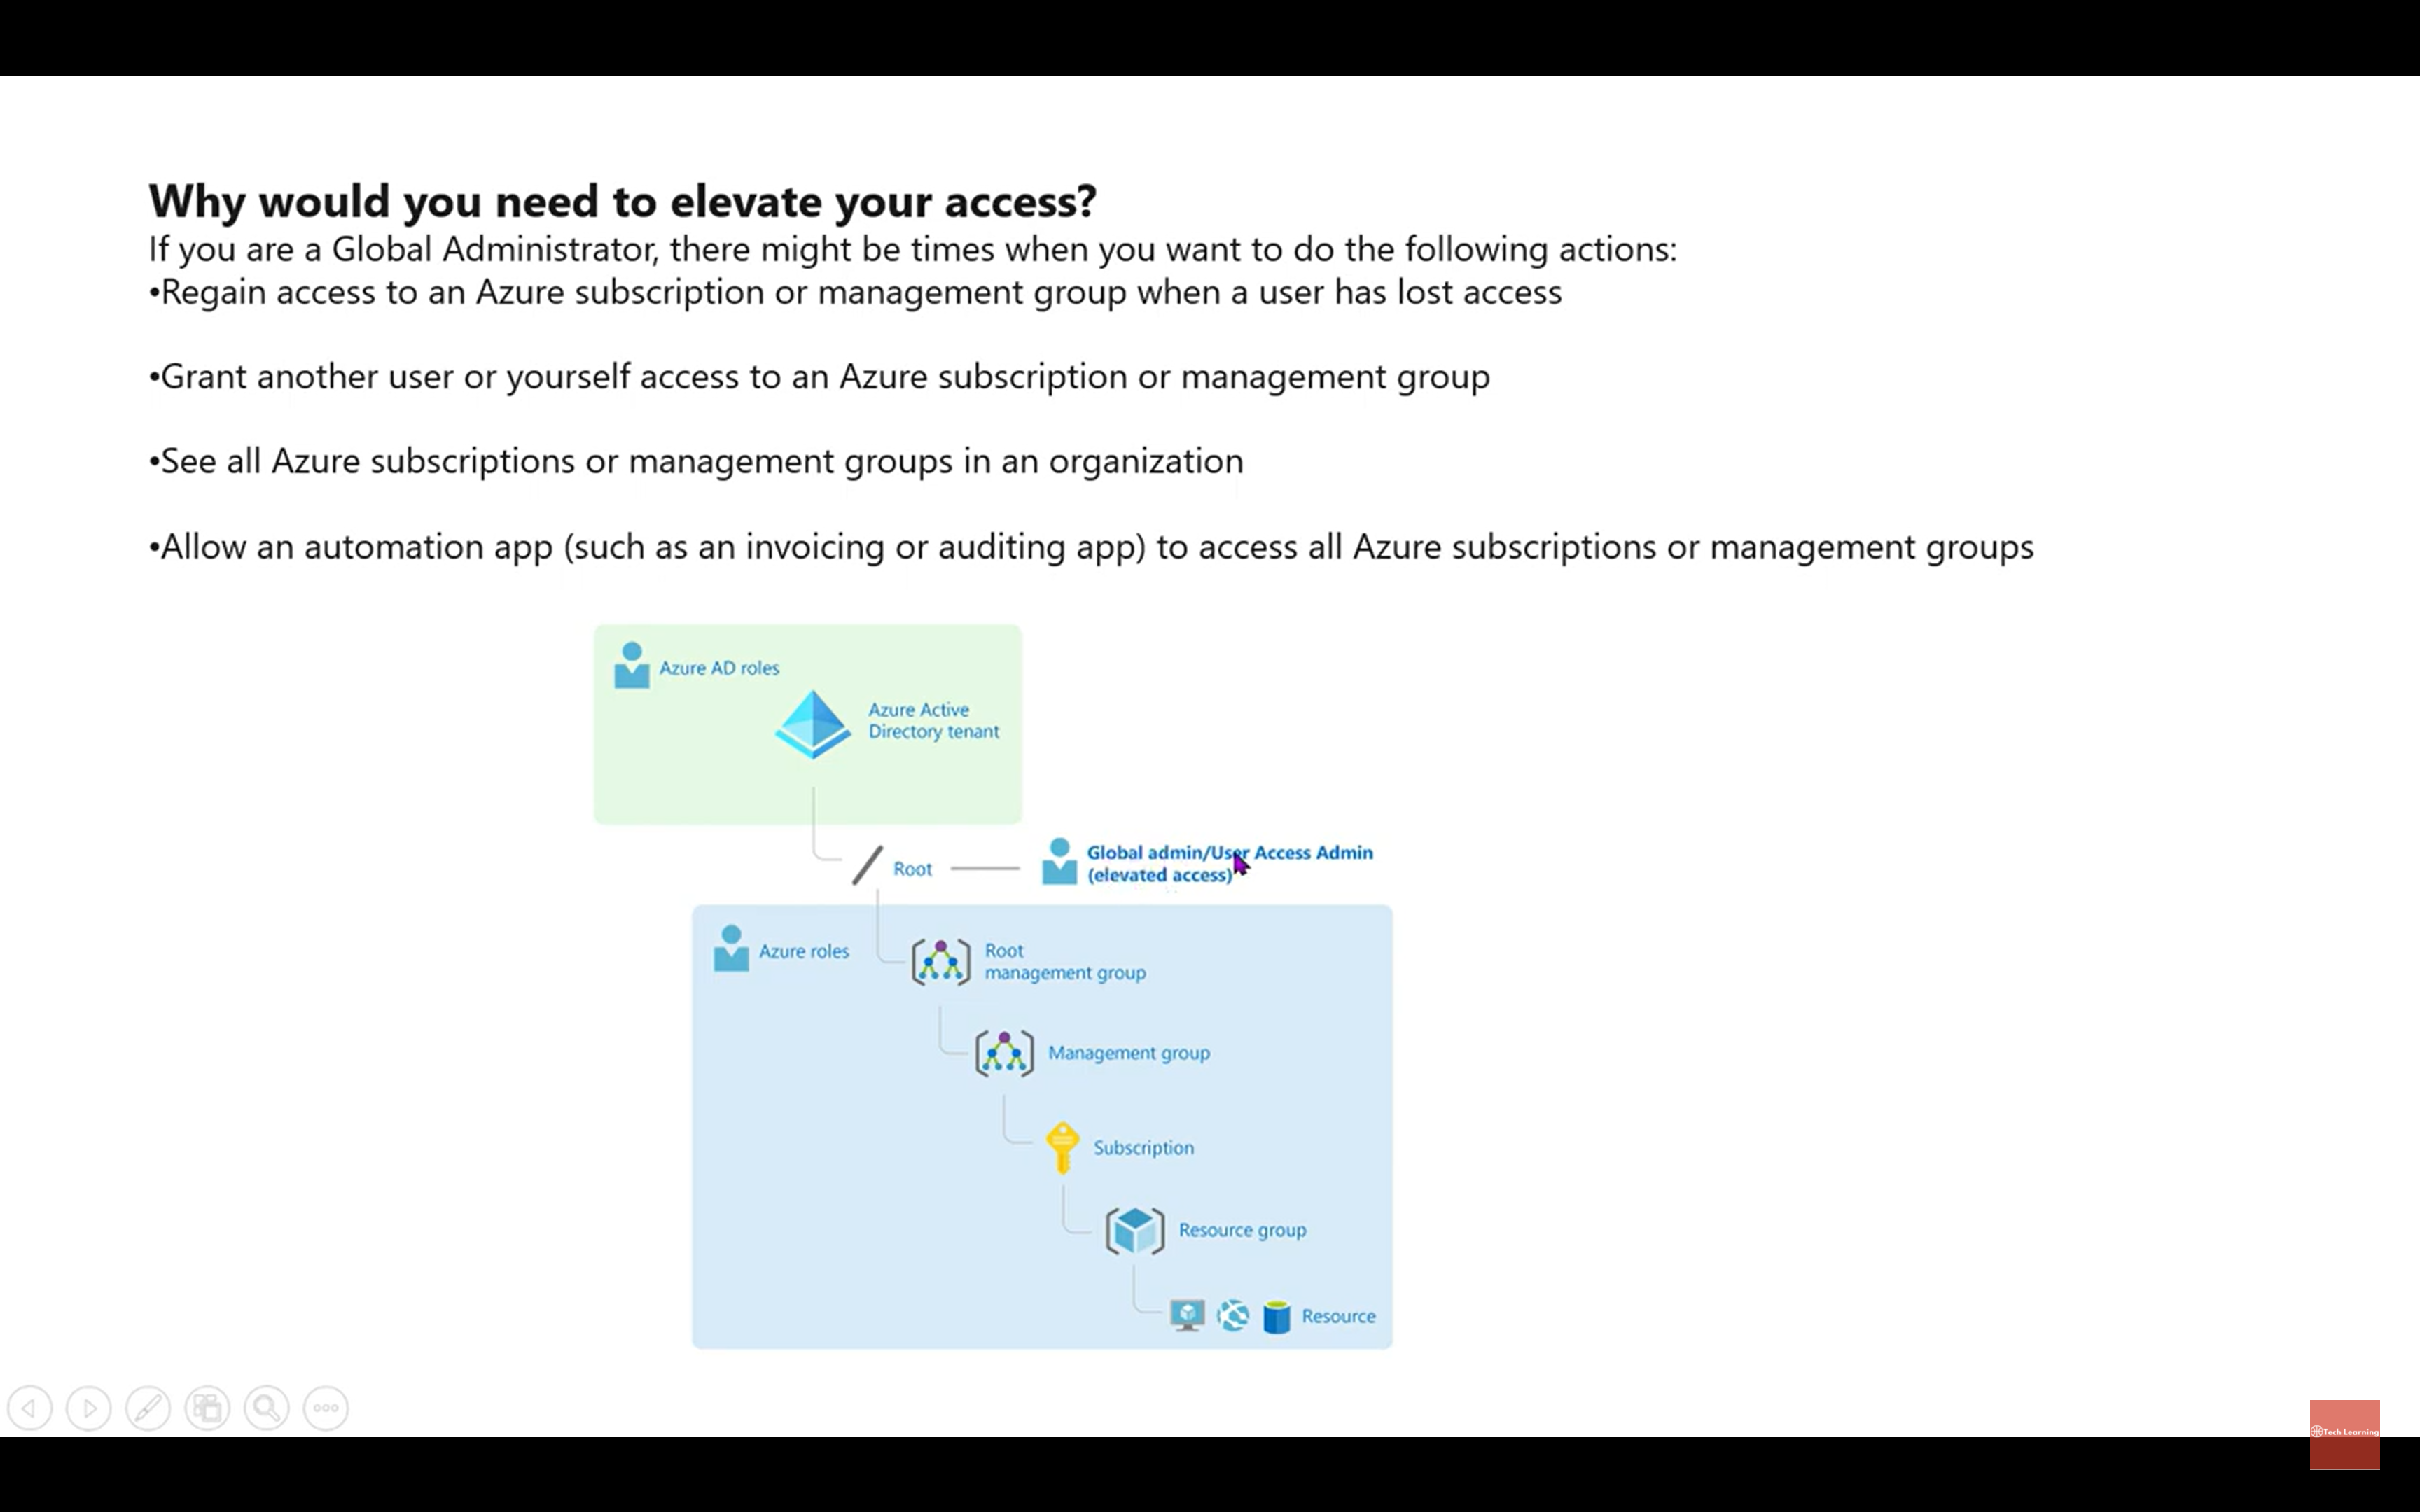 Why would you need to elevate your access?
If you are a Global Administrator, there might be times when you want to do the following actions:
•Regain access to an Azure subscription or management group when a user has lost access
•Grant another user or yourself access to an Azure subscription or management group
•See all Azure subscriptions or management groups in an organization
•Allow an automation app (such as an invoicing or auditing app) to access all Azure subscriptions or management groups
Azure AD roles
Azure Active
Directory tenant
Root
Global admin/User Access Admin
(elevated access)
Azure roles
Root
management group
Management group
Subscription
Resource group
Resource
Tech Learning